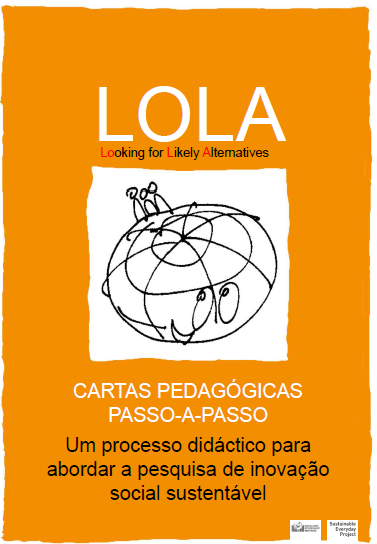 LOLA
Looking for Likely Alternatives
CARTAS PEDAGÓGICAS
PASSO-A-PASSO
Um processo didáctico para
abordar a pesquisa de inovação
social sustentável
Sustainable
Everyday
Project